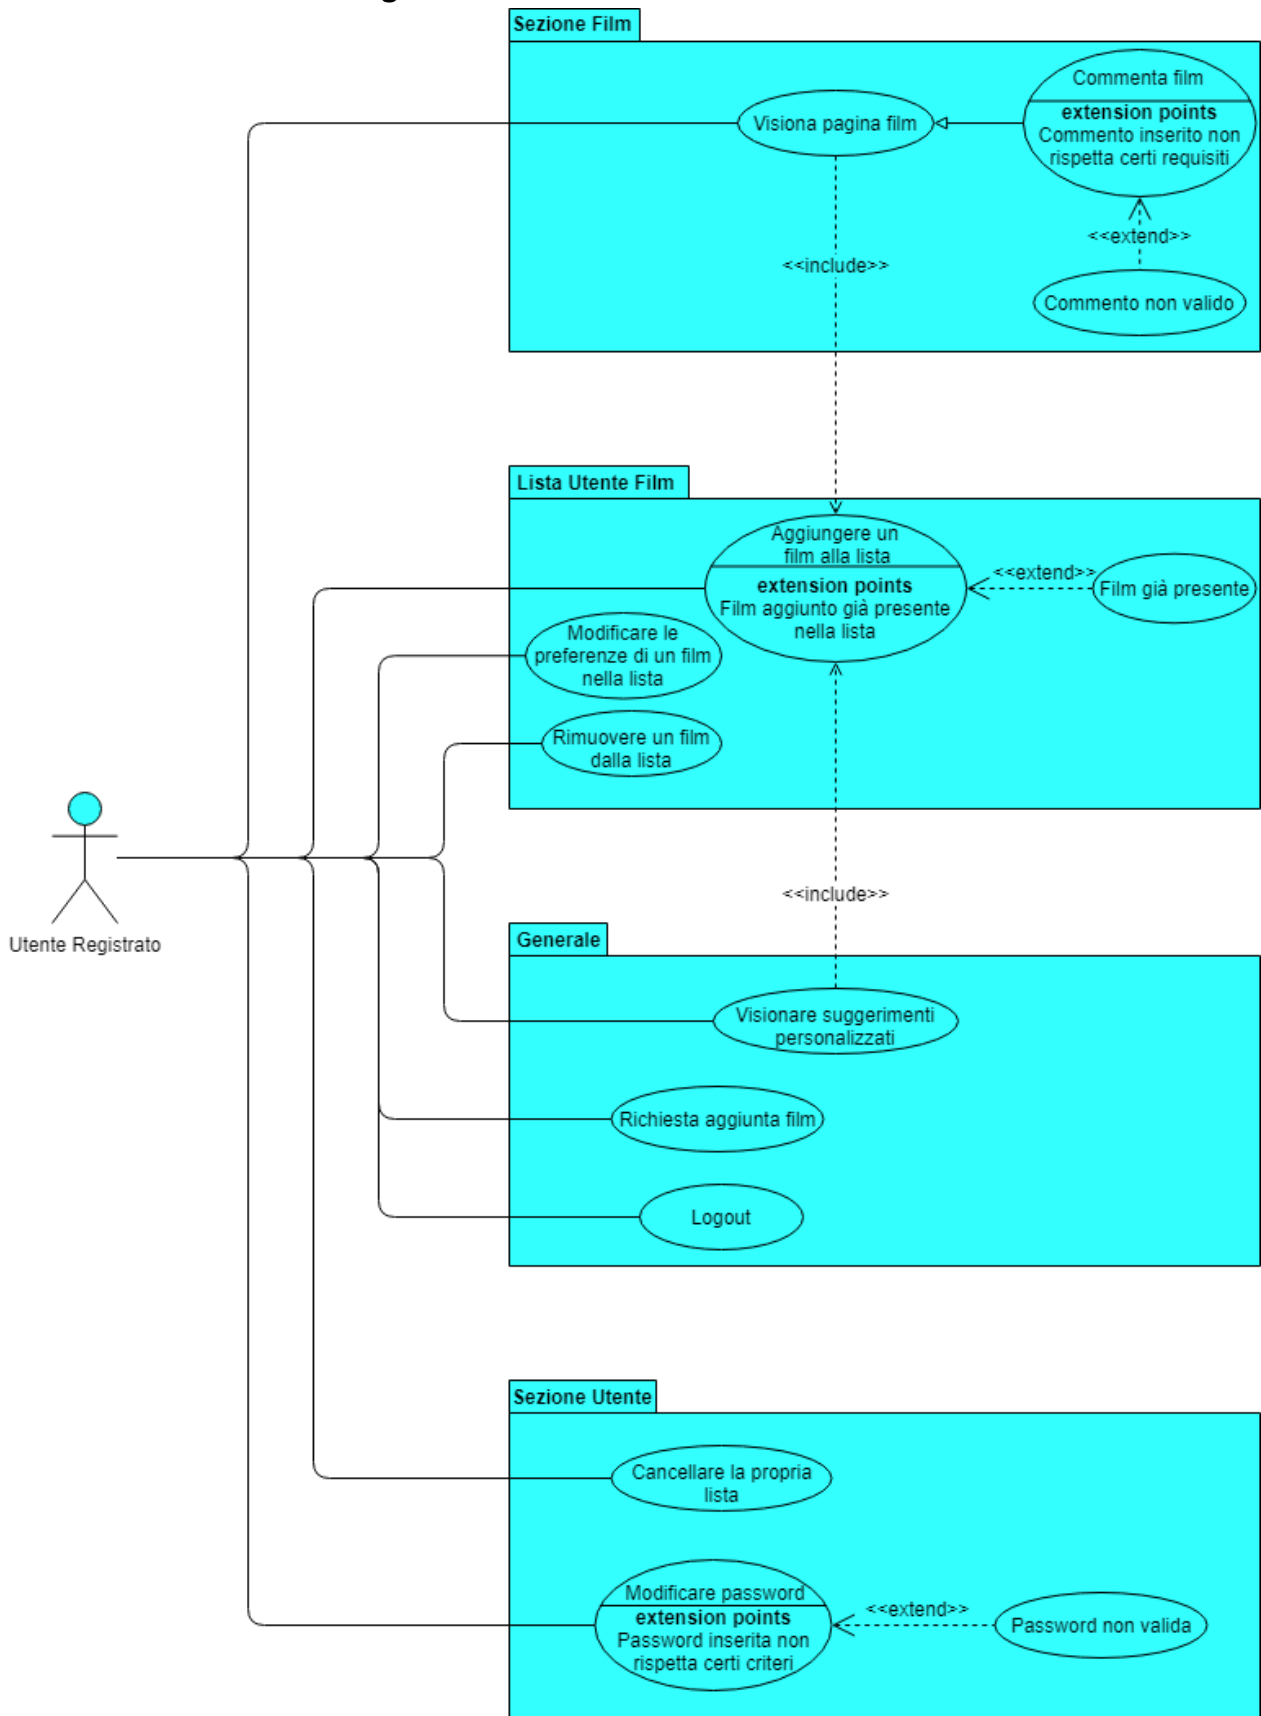 Sezione Film
Commenta film
extension points
Commento inserito non
rispetta certi requisiti
Visiona pagina film
<<extend>>
<<include>>
Commento non valido
Lista Utente Film
Aggiungere un
film alla lista
extension points
Film aggiunto già presente
nella lista
<<extend>>
Film già presente
Modificare le
preferenze di un film
nella lista
Rimuovere un film
dalla lista
Utente Registrato
<<include>>
Generale
Visionare suggerimenti
personalizzati
Richiesta aggiunta film
Logout
Sezione Utente
Cancellare la propria
lista
Modificare password
extension points
Password inserita non
rispetta certi criteri
<<extend>>
Password non valida